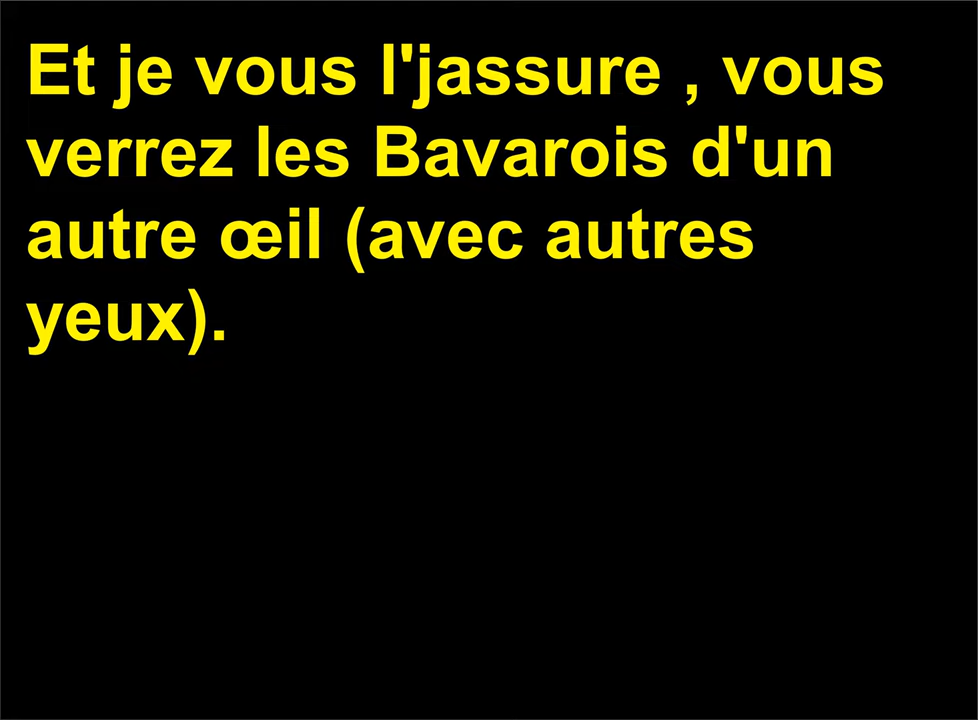 Et je vous l'jassure , vous
verrez les Bavarois d'un
autre œil (avec autres
yeux).